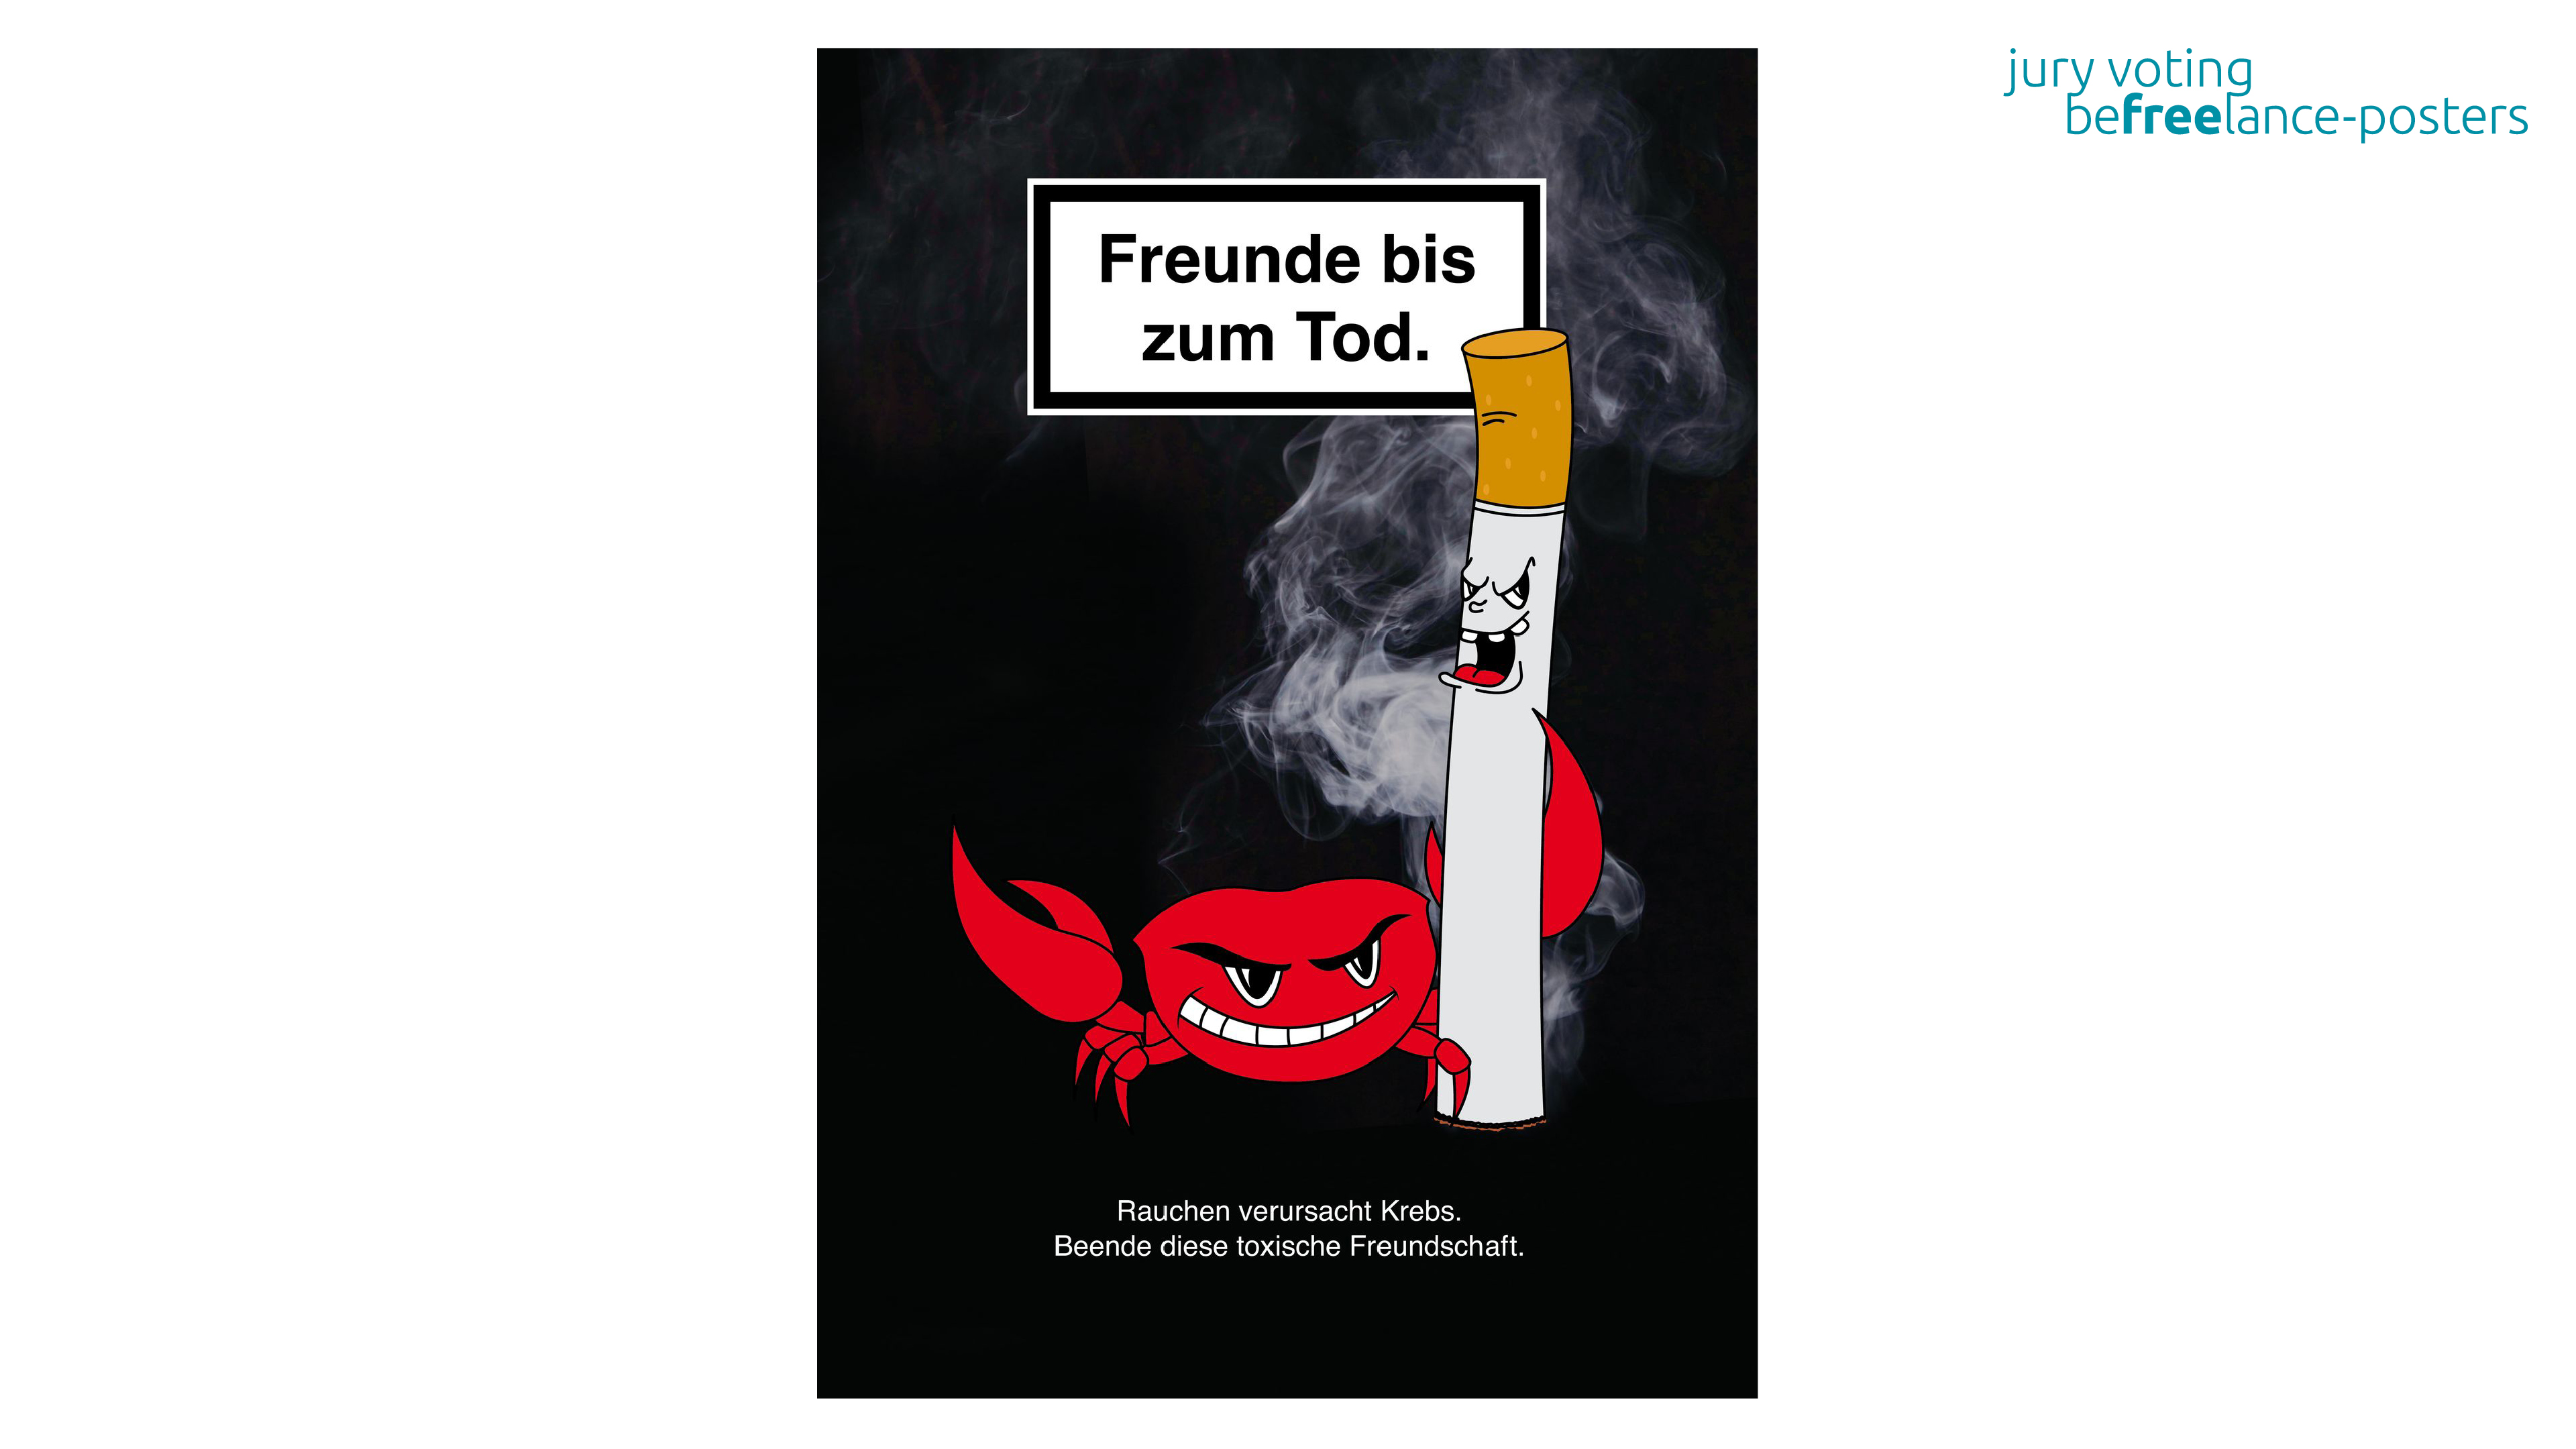 jury voting
befreelance-posters
Freunde bis
zum Tod.
Rauchen verursacht Krebs.
Beende diese toxische Freundschaft.